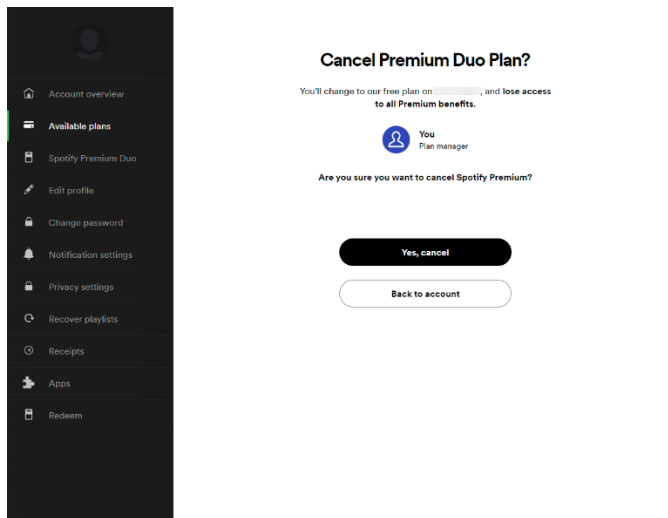 Account overview
Available plans
Spotify Premium Duo
Edit profile
Change password
Notification settings
Privacy settings
Recover playlists
Receipts
Apps
Redeem
Cancel Premium Duo Plan?
You'll change to our free plan on , and lose access
to all Premium benefits.
You
Plan manager
Are you sure you want to cancel Spotify Premium?
Yes, cancel
Back to account